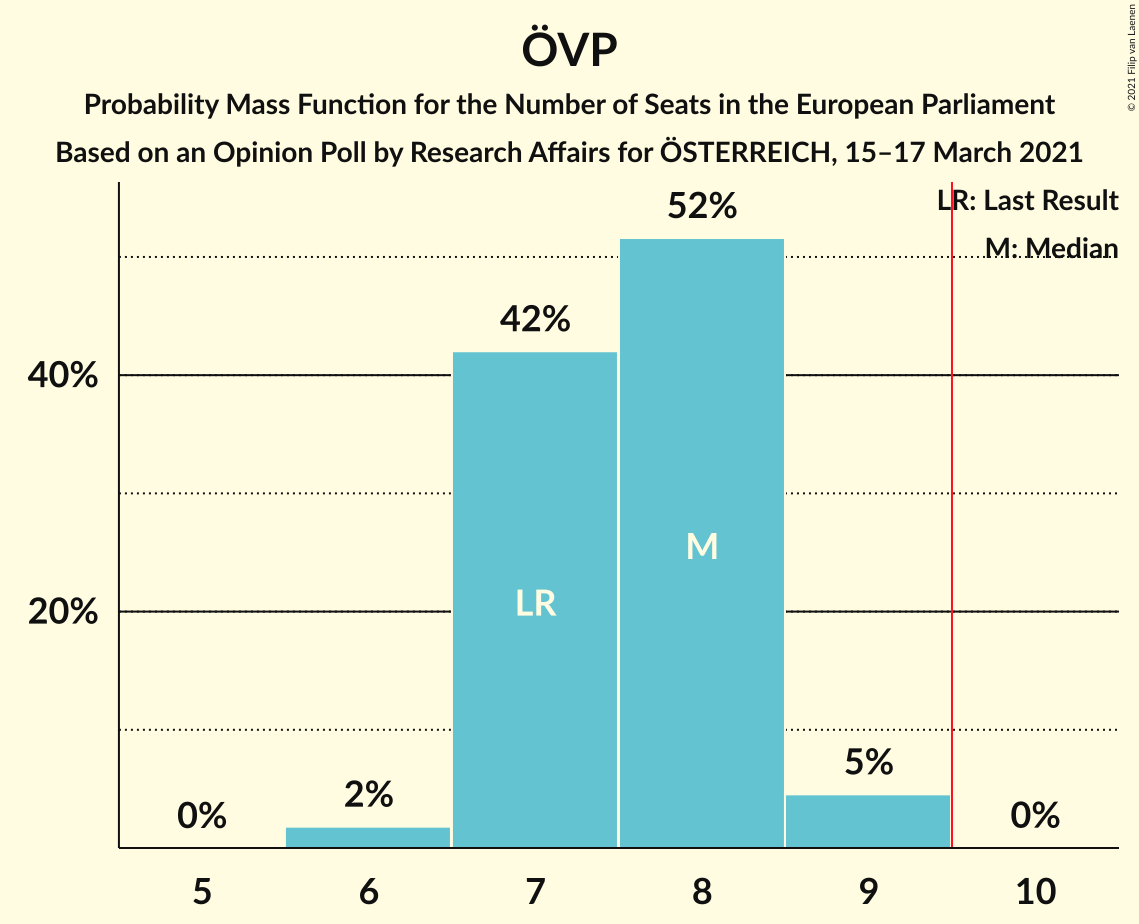 ÖVP
Probability Mass Function for the Number of Seats in the European Parliament
Based on an Opinion Poll by Research Affairs for ÖSTERREICH, 15–17 March 2021
© 2021 Filip van Laenen
LR: Last Result
M: Median
52%
42%
40%
M
LR
20%
5%
2%
0%
0%
5 6 7 8 9 10